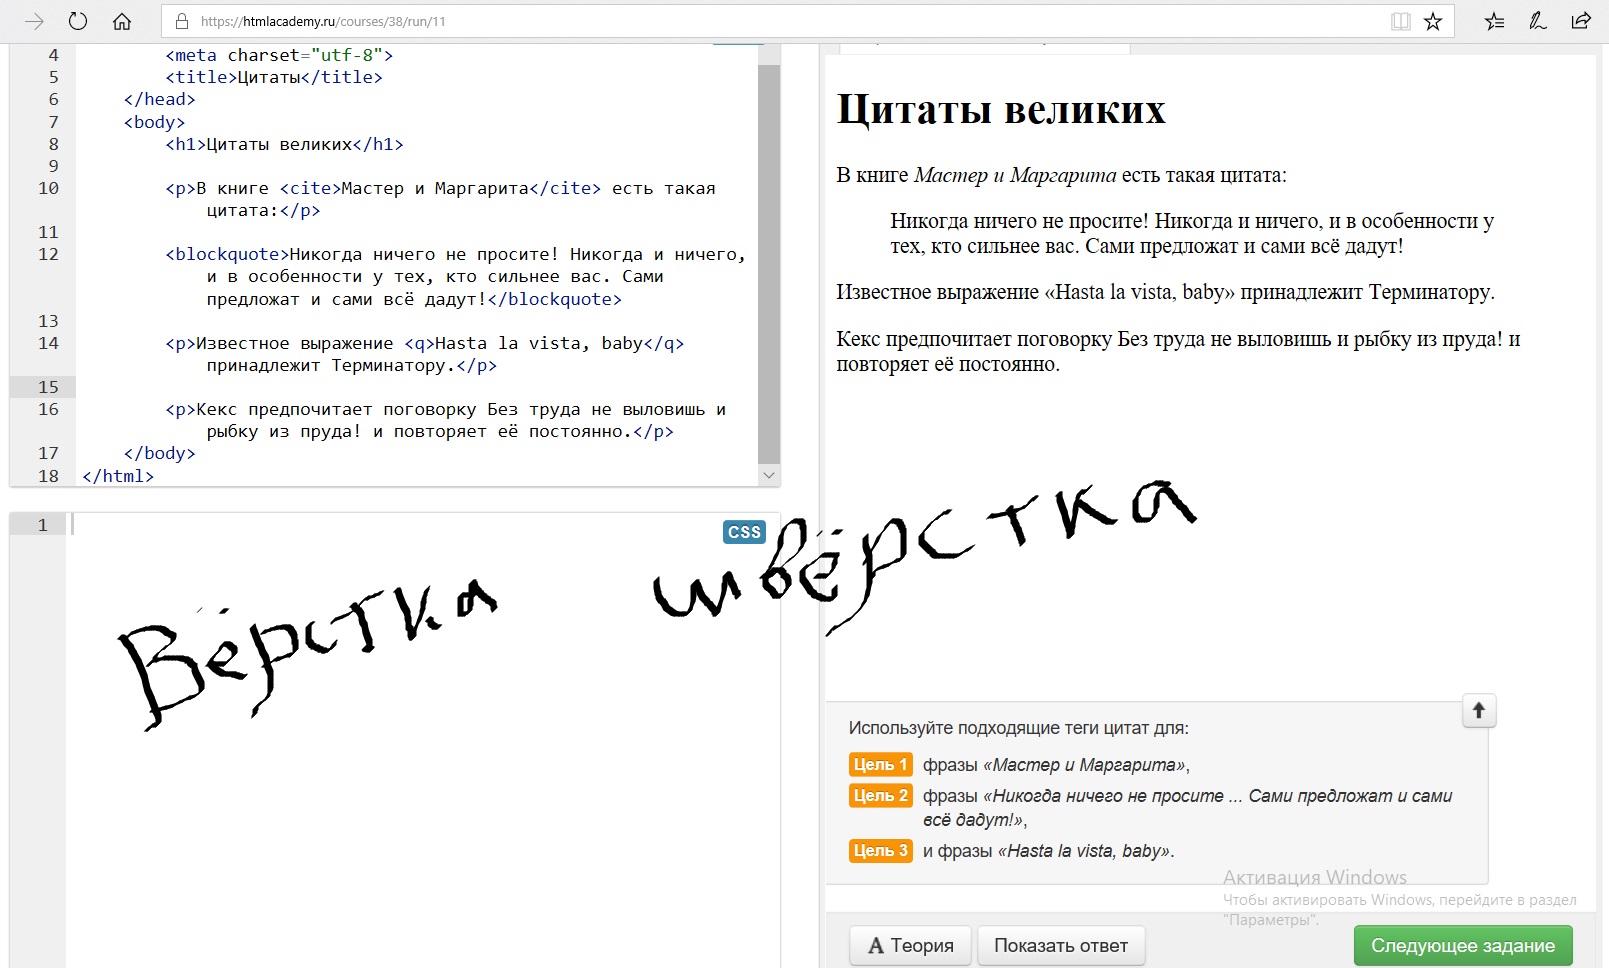 https://htmlacademy.ru/courses/38/run/11
4 <meta charset="utf-8">
5 <title>Цитаты</title>
6 </head>
7 <body>
8 <h1>Цитаты великих</h1>
9
10 <p>В книге <cite>Мастер и Маргарита</cite> есть такая
цитата:</p>
11
12 <blockquote>Никогда ничего не просите! Никогда и ничего,
и в особенности у тех, кто сильнее вас. Сами
предложат и сами всё дадут!</blockquote>
13
14 <p>Известное выражение <q>Hasta la vista, baby</q>
принадлежит Терминатору.</p>
15
16 <p>Кекс предпочитает поговорку Без труда не выловишь и
рыбку из пруда! и повторяет её постоянно.</p>
17 </body>
18 </html>
1
CSS
Вёрстка
швёрстка
Цитаты великих
В книге Мастер и Маргарита есть такая цитата:
Никогда ничего не просите! Никогда и ничего, и в особенности у
тех, кто сильнее вас. Сами предложат и сами всё дадут!
Известное выражение «Hasta la vista, baby» принадлежит Терминатору.
Кекс предпочитает поговорку Без труда не выловишь и рыбку из пруда! и
повторяет её постоянно.
Используйте подходящие теги цитат для:
Цель 1 фразы «Мастер и Маргарита»,
Цель 2 фразы «Никогда ничего не просите ... Сами предложат и сами
всё дадут!»,
Цель 3 и фразы «Hasta la vista, baby».
Активация Windows
Чтобы активировать Windows, перейдите в раздел
"Параметры".
A Теория
Показать ответ
Следующее задание